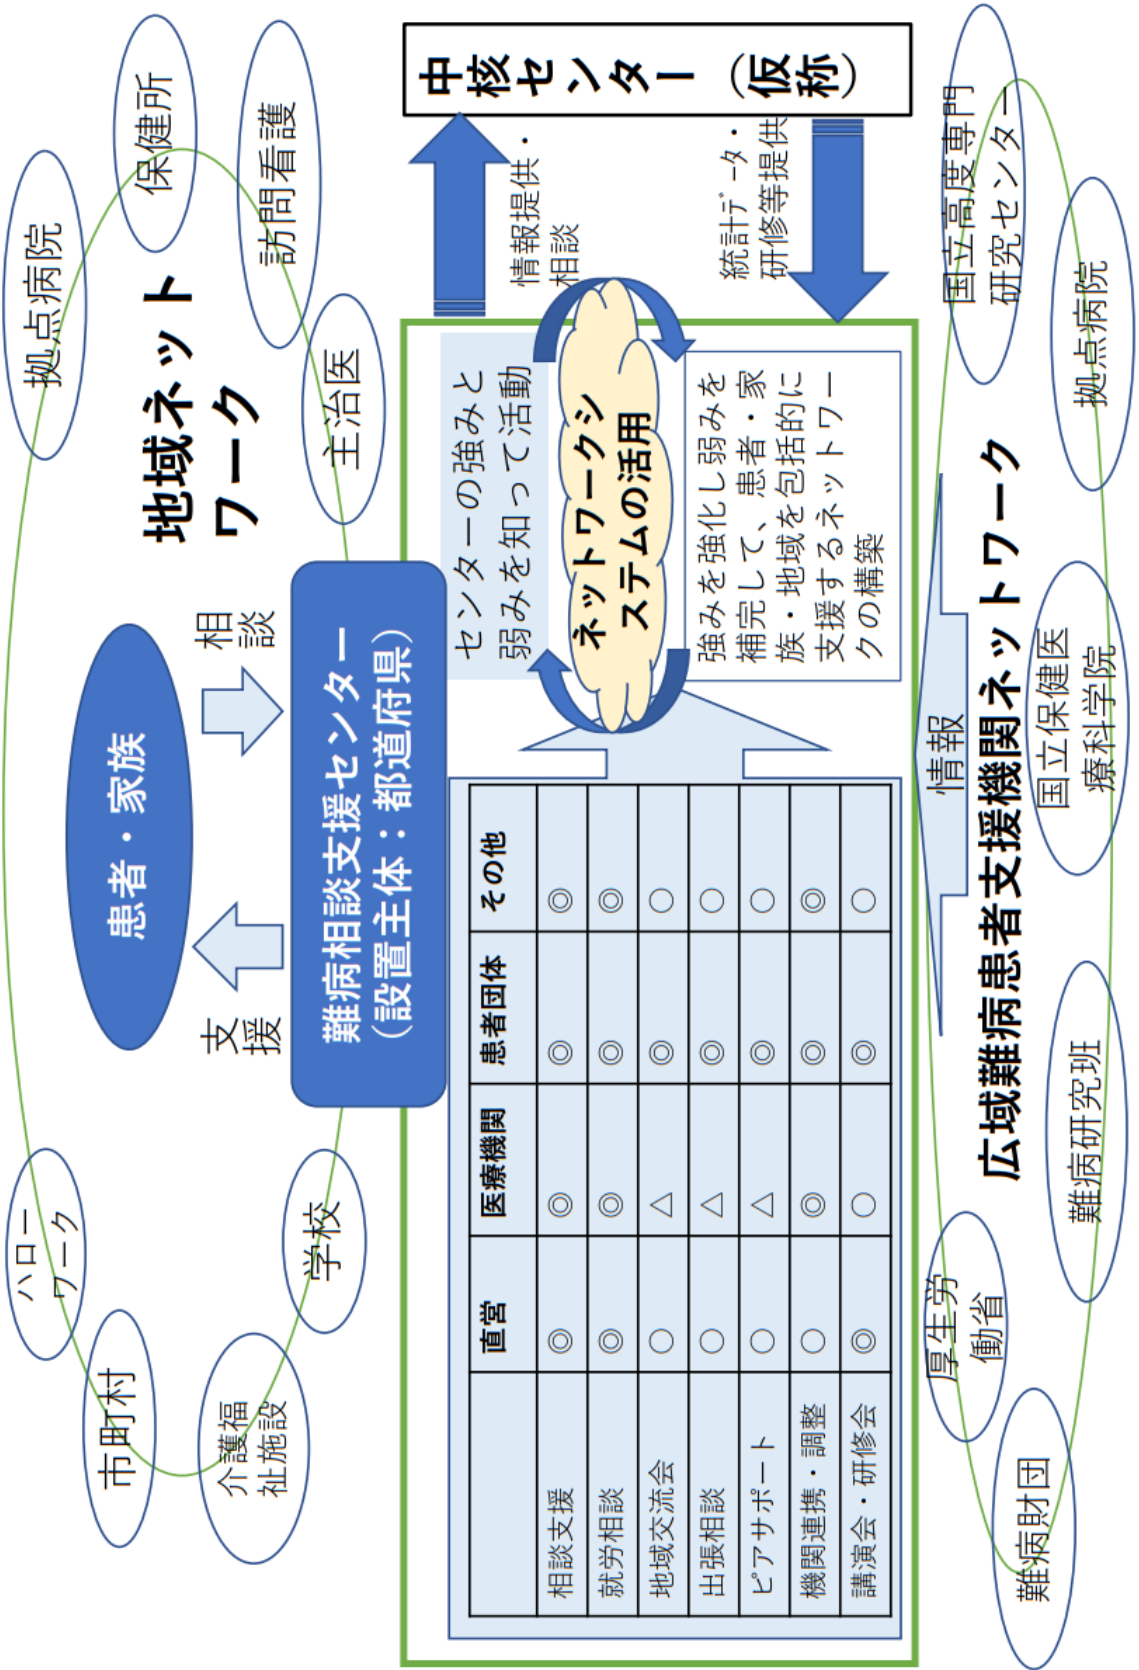 ハロー
ワーク
市町村
介護福
祉施設
学校
支
援
患者・家族
相
談
拠点病院
保健所
訪問看護
主治医
地域ネット
ワーク
難病相談支援センター
（設置主体：都道府県）
直営 医療機関 患者団体 その他
相談支援 ◎ ◎ ◎ ◎
就労相談 ◎ ◎ ◎ ◎
地域交流会 ○ △ ◎ ○
出張相談 ○ △ ◎ ○
ピアサポート ○ △ ◎ ○
機関連携・調整 ○ ◎ ◎ ◎
講演会・研修会 ◎ ○ ◎ ○
センターの強みと
弱みを知って活動
ネットワークシ
ステムの活用
強みを強化し弱みを
補完して、患者・家
族・地域を包括的に
支援するネットワー
クの構築
情報提供・
相談
統計ﾃﾞｰﾀ・
研修等提供
中核センター（仮
称）
情報
広域難病患者支援機関ネットワーク
難病財団
厚生労
働省
難病研究班
国立保健医
療科学院
拠点病院
国立高度専門
研究センター